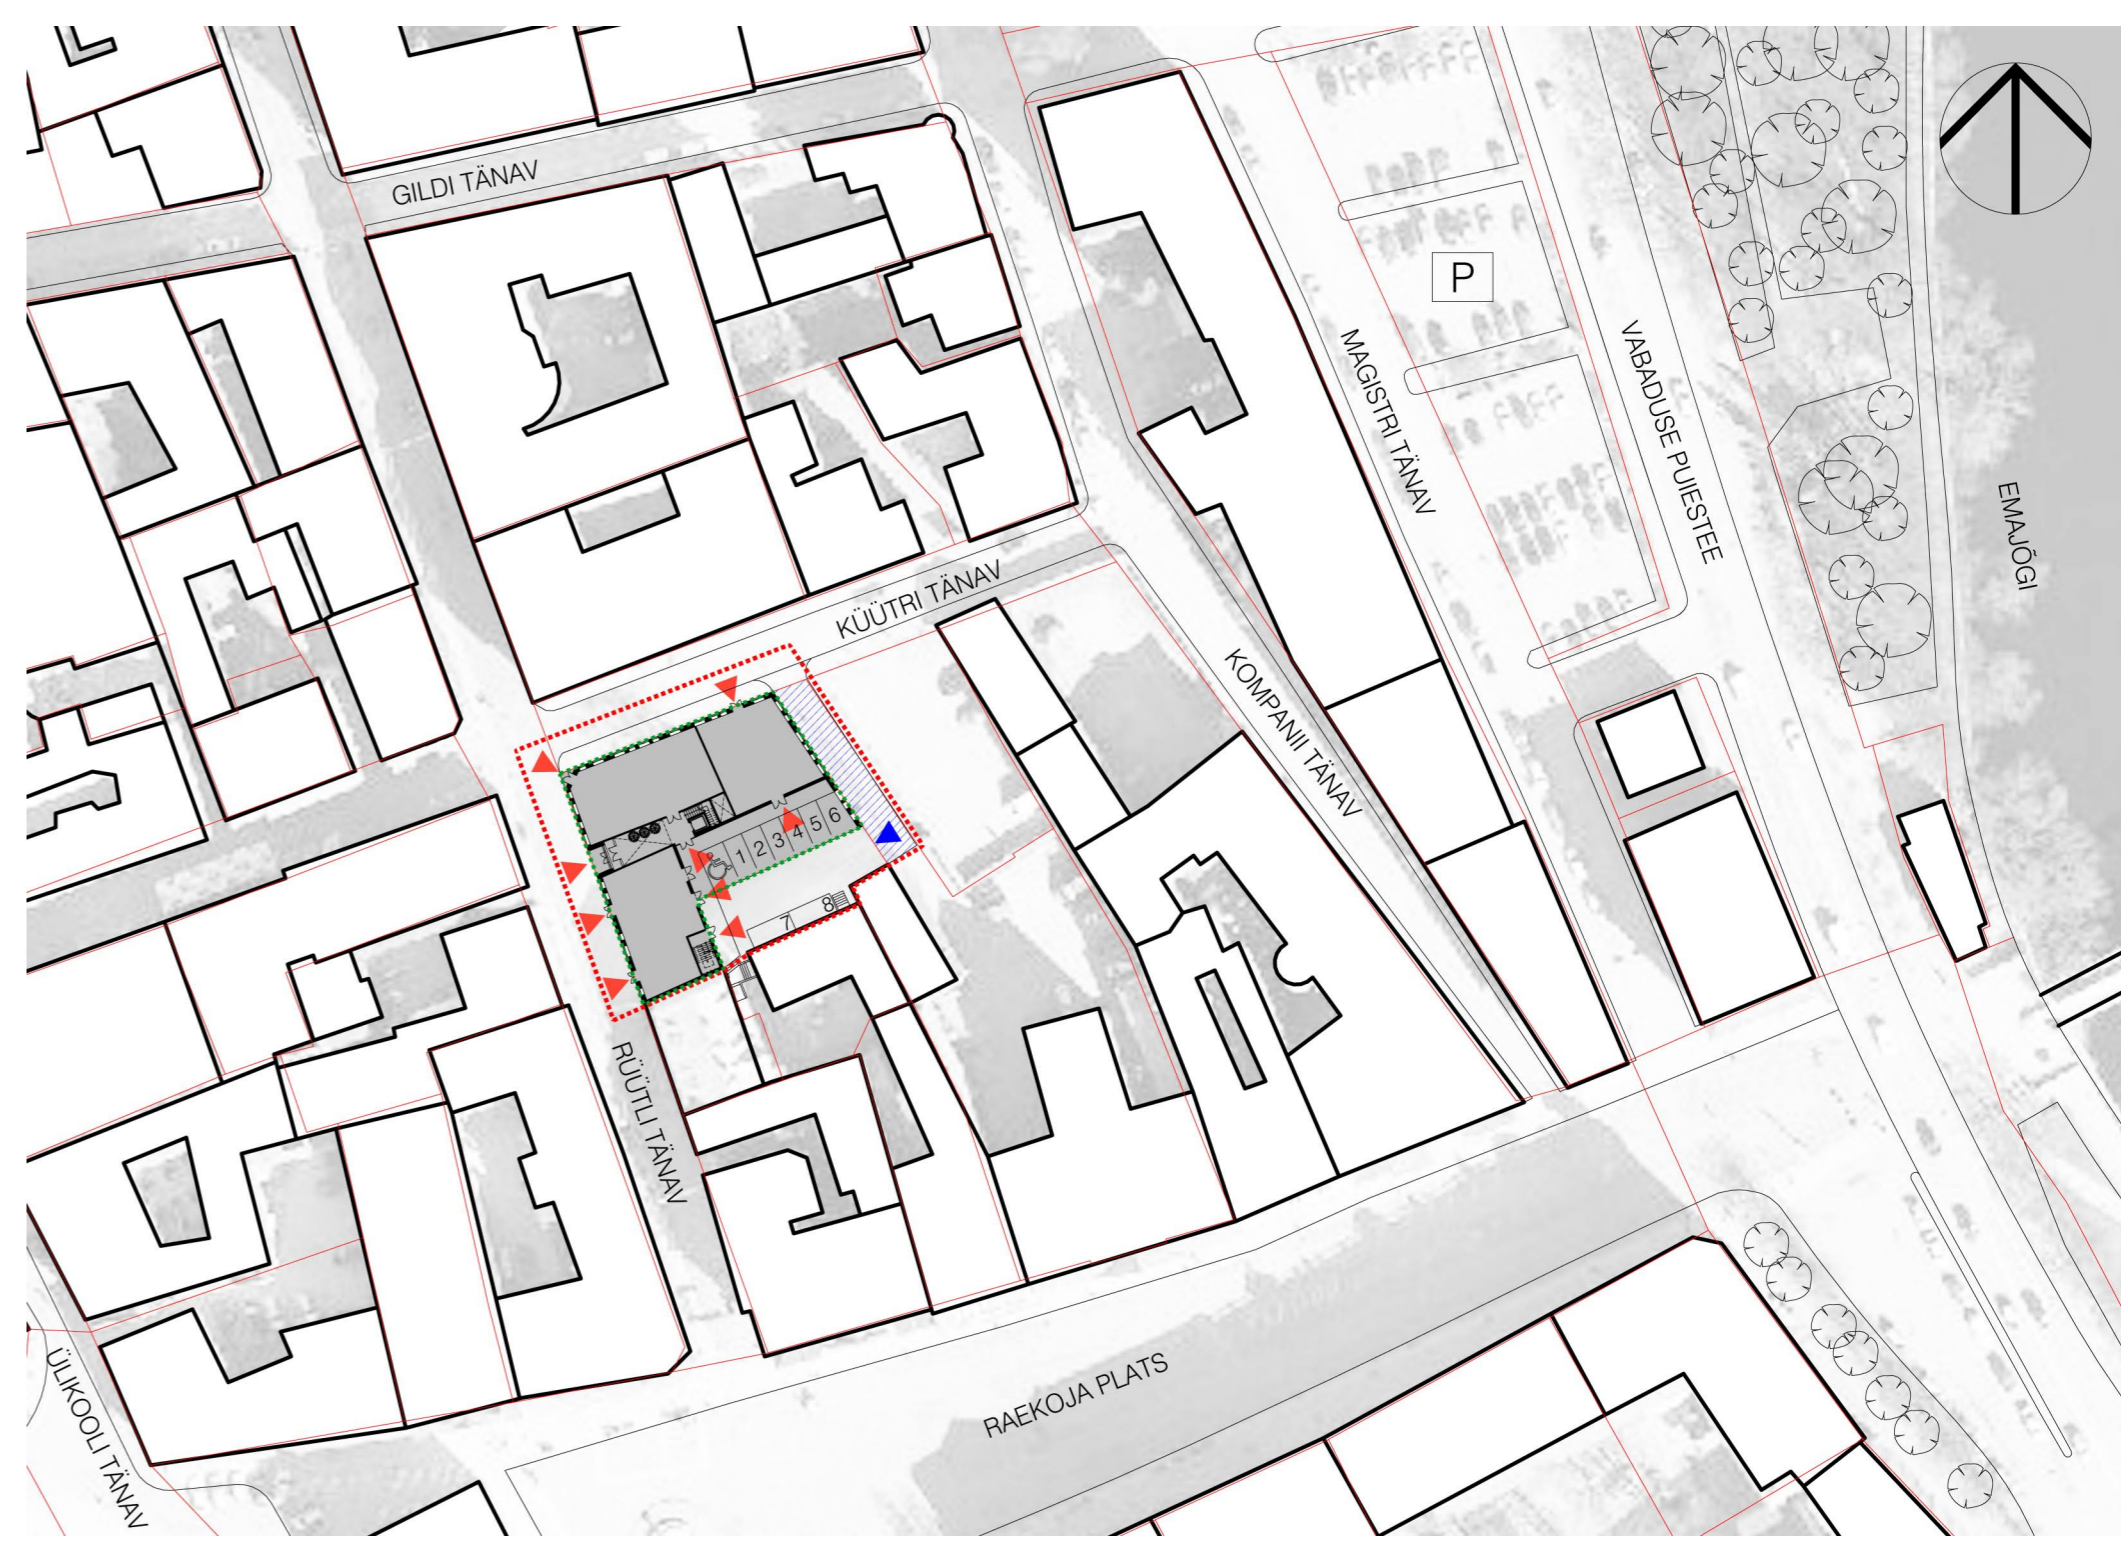 GILDI TÄNAV
P
MAGISTRI TÄNAV
VABADUSE PUIESTEE
EMAJÕGI
KÜÜTRI TÄNAV
KOMPANII TÄNAV
1 2 3 4 5 6
7 8
RÜÜTLI TÄNAV
RAEKOJA PLATS
ÜLIKOOLI TÄNAV